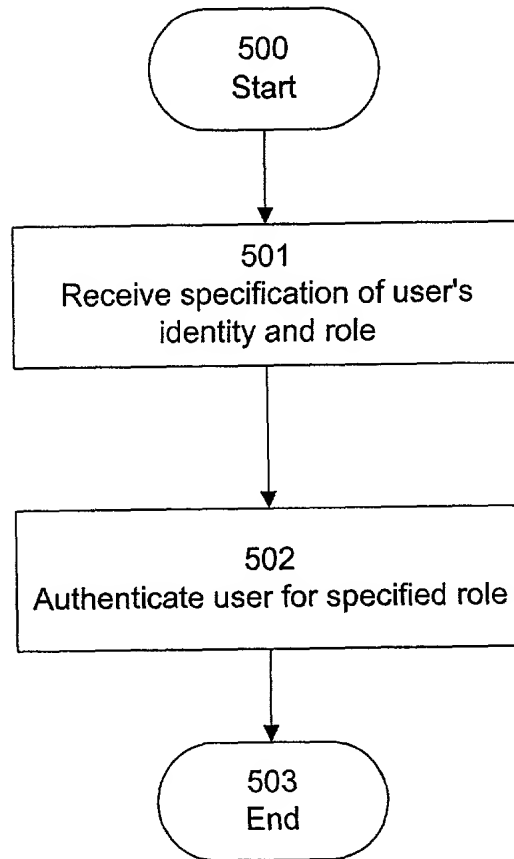 500
Start
501
Receive specification of user's
identity and role
502
Authenticate user for specified role
503
End